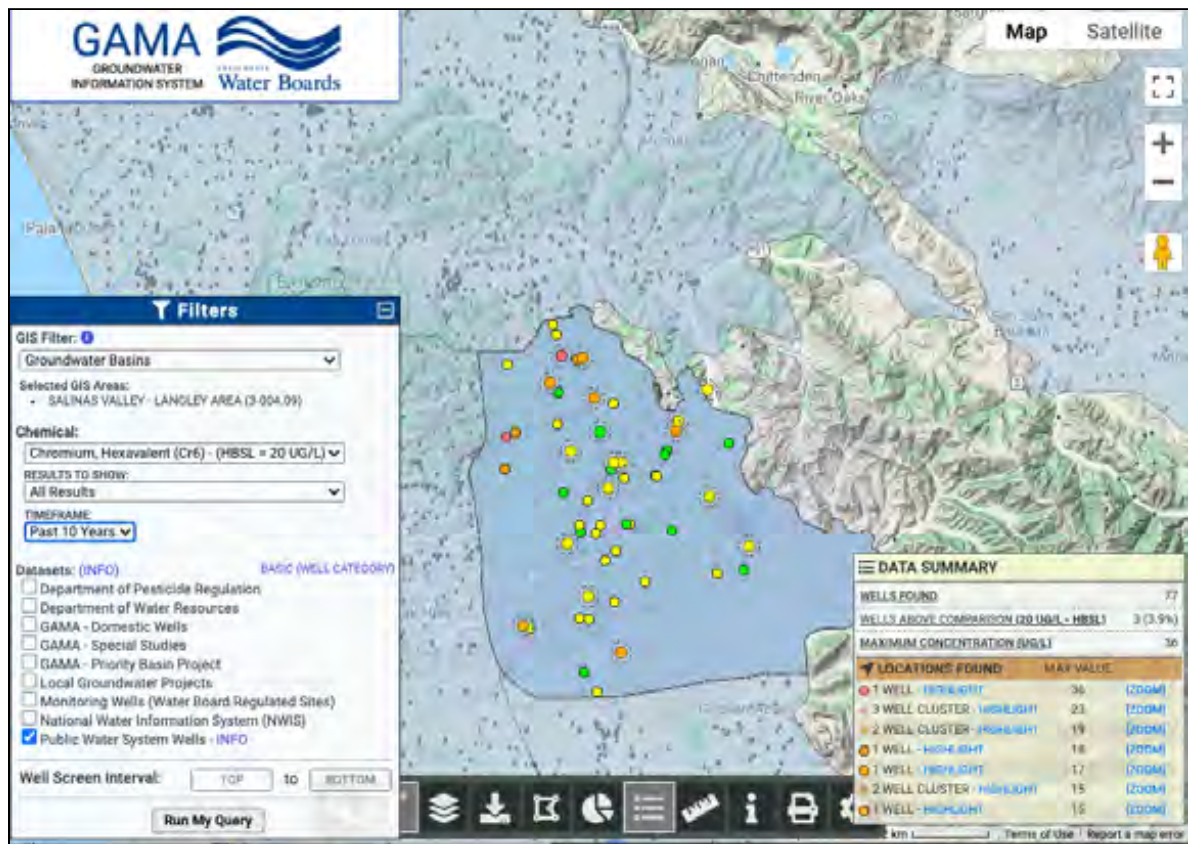 GAMA
GROUNDWATER
INFORMATION SYSTEM
Water Boards
Map Satellite
Chittenden
River Oaks
Filters
GIS Filter:
Groundwater Basins
Selected GIS Areas:
SALINAS VALLEY - LANGLEY AREA (3-004.09)
Chemical:
Chromium, Hexavalent (Cr6) - (HBSL = 20 UG/L)
RESULTS TO SHOW:
All Results
TIMEFRAME:
Past 10 Years
Datasets: (INFO) BASIC (WELL CATEGORY)
Department of Pesticide Regulation
Department of Water Resources
GAMA - Domestic Wells
GAMA - Special Studies
GAMA - Priority Basin Project
Local Groundwater Projects
Monitoring Wells (Water Board Regulated Sites)
National Water Information System (NWIS)
Public Water System Wells - INFO
Well Screen Interval: TOP to BOTTOM
Run My Query
DATA SUMMARY
WELLS FOUND 77
WELLS ABOVE COMPARISON (20 UG/L - HBSL) 3 (3.9%)
MAXIMUM CONCENTRATION (UG/L) 36
LOCATIONS FOUND MAX VALUE
1 WELL - HIGHLIGHT 36 [ZOOM]
3 WELL CLUSTER - HIGHLIGHT 23 [ZOOM]
2 WELL CLUSTER - HIGHLIGHT 19 [ZOOM]
1 WELL - HIGHLIGHT 18 [ZOOM]
1 WELL - HIGHLIGHT 17 [ZOOM]
2 WELL CLUSTER - HIGHLIGHT 15 [ZOOM]
1 WELL - HIGHLIGHT 15 [ZOOM]
2 km Terms of Use Report a map error